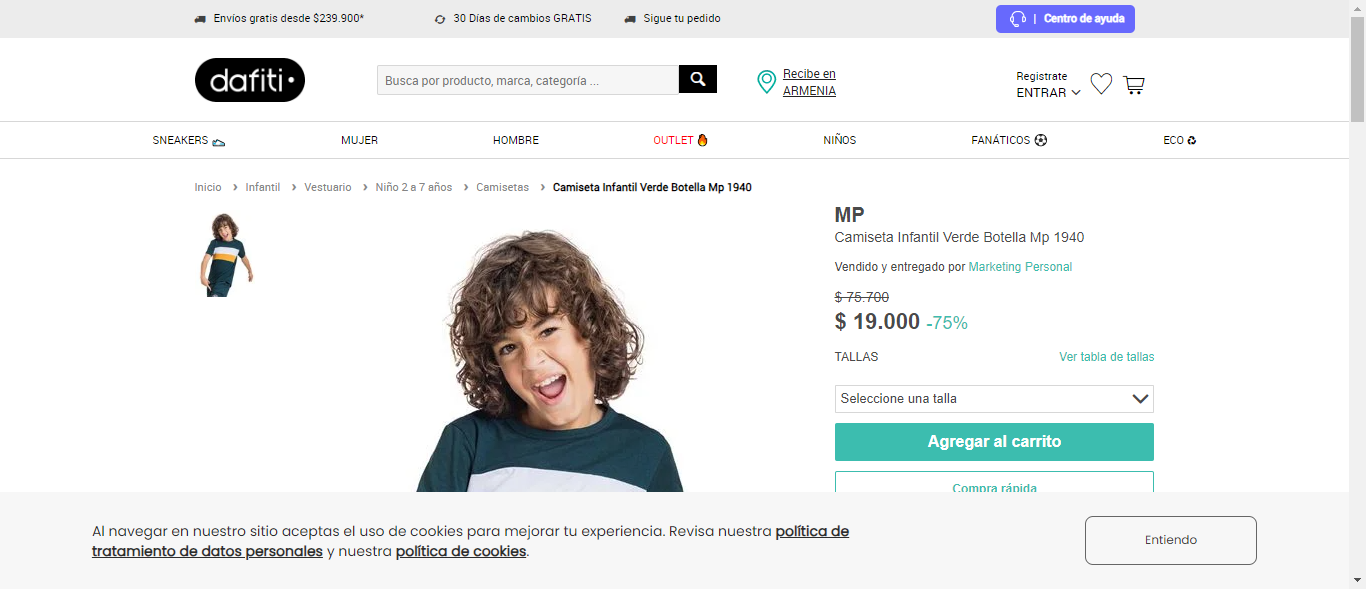 Envíos gratis desde $239.900*
30 Días de cambios GRATIS
Sigue tu pedido
| Centro de ayuda
dafiti
Busca por producto, marca, categoría ...
Recibe en
ARMENIA
Registrate
ENTRAR
SNEAKERS
MUJER
HOMBRE
OUTLET
NIÑOS
FANÁTICOS
ECO
Inicio › Infantil › Vestuario › Niño 2 a 7 años › Camisetas › Camiseta Infantil Verde Botella Mp 1940
MP
Camiseta Infantil Verde Botella Mp 1940
Vendido y entregado por Marketing Personal
$ 75.700
$ 19.000 -75%
TALLAS
Ver tabla de tallas
Seleccione una talla
Agregar al carrito
Compra rápida
Al navegar en nuestro sitio aceptas el uso de cookies para mejorar tu experiencia. Revisa nuestra política de
tratamiento de datos personales y nuestra política de cookies.
Entiendo